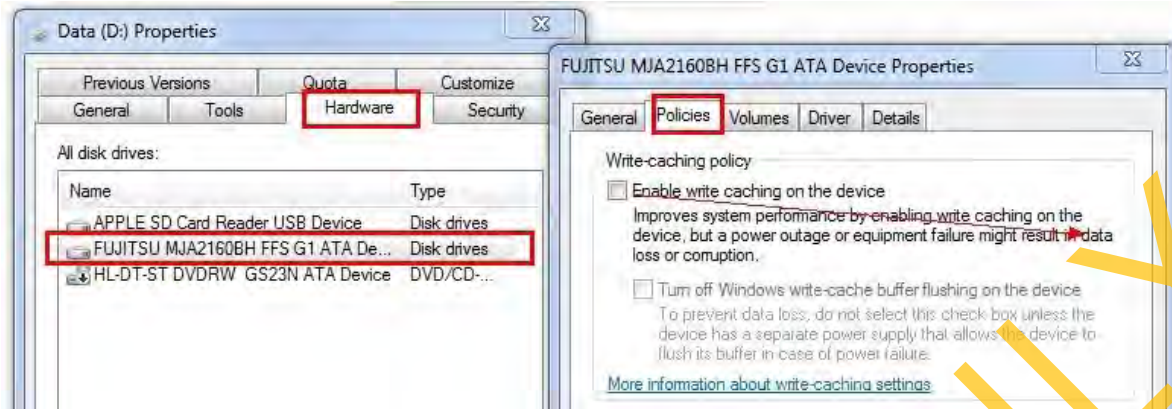 Data (D:) Properties
Previous Versions Quota Customize
General Tools Hardware Security
All disk drives:
Name Type
APPLE SD Card Reader USB Device Disk drives
FUJITSU MJA2160BH FFS G1 ATA De... Disk drives
HL-DT-ST DVDRW GS23N ATA Device DVD/CD-...
FUJITSU MJA2160BH FFS G1 ATA Device Properties
General Policies Volumes Driver Details
Write-caching policy
Enable write caching on the device
Improves system performance by enabling write caching on the
device, but a power outage or equipment failure might result in data
loss or corruption.
Turn off Windows write-cache buffer flushing on the device
To prevent data loss, do not select this check box unless the
device has a separate power supply that allows the device to
flush its buffer in case of power failure.
More information about write-caching settings